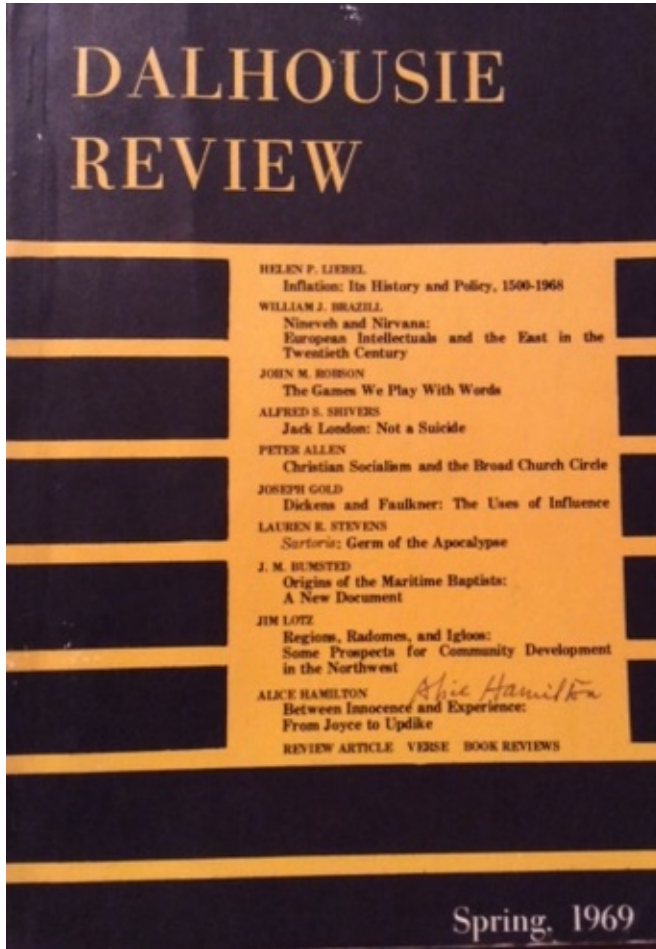 DALHOUSIE
REVIEW
HELEN P. LIEBEL
Inflation: Its History and Policy, 1500-1968
WILLIAM J. BRAZILL
Nineveh and Nirvana:
European Intellectuals and the East in the
Twentieth Century
JOHN M. ROBSON
The Games We Play With Words
ALFRED S. SHIVERS
Jack London: Not a Suicide
PETER ALLEN
Christian Socialism and the Broad Church Circle
JOSEPH GOLD
Dickens and Faulkner: The Uses of Influence
LAUREN R. STEVENS
Sartoris: Germ of the Apocalypse
J. M. BUMSTED
Origins of the Maritime Baptists:
A New Document
JIM LOTZ
Regions, Radomes, and Igloos:
Some Prospects for Community Development
in the Northwest
ALICE HAMILTON Alice Hamilton
Between Innocence and Experience:
From Joyce to Updike
REVIEW ARTICLE VERSE BOOK REVIEWS
Spring, 1969